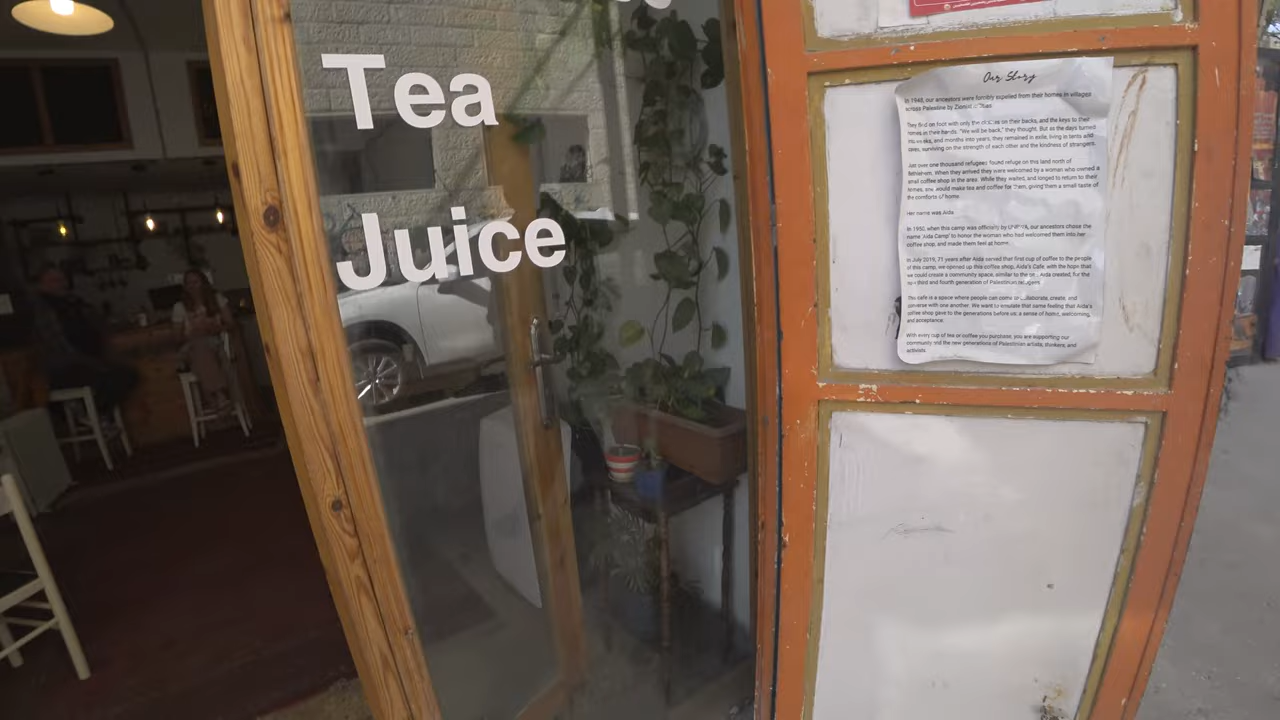 Tea
Juice
Our Story
In 1948, our ancestors were forcibly expelled from their homes in villages
across Palestine by Zionist
They fled on foot with only the clothes on their backs, and the keys to their
homes in their hands. "We will be back," they thought. But as the days turned
into weeks, and months into years, they remained in exile, living in tents and
caves, surviving on the strength of each other and the kindness of strangers.
Just over one thousand refugees found refuge on this land north of
Bethlehem. When they arrived they were welcomed by a woman who owned a
small coffee shop in the area. While they waited, and longed to return to their
homes, she would make tea and coffee for them, giving them a small taste of
the comforts of home.
Her name was Aida
In 1950, when this camp was officially by UNRWA, our ancestors chose the
name 'Aida Camp' to honor the woman who had welcomed them into her
coffee shop, and made them feel at home.
In July 2019, 71 years after Aida served that first cup of coffee to the people
of this camp, we opened up this coffee shop, Aida's Cafe, with the hope that
we could create a community space, similar to the one Aida created, for the
third and fourth generation of Palestinian refugees
The cafe is a space where people can come collaborate, create, and
converse with one another. We want to emulate that same feeling that Aida's
coffee shop gave to the generations before us: a sense of home, welcoming,
and acceptance.
With every cup of tea or coffee you purchase, you are supporting our
community and the new generations of Palestinian artists, thinkers, and
activists.